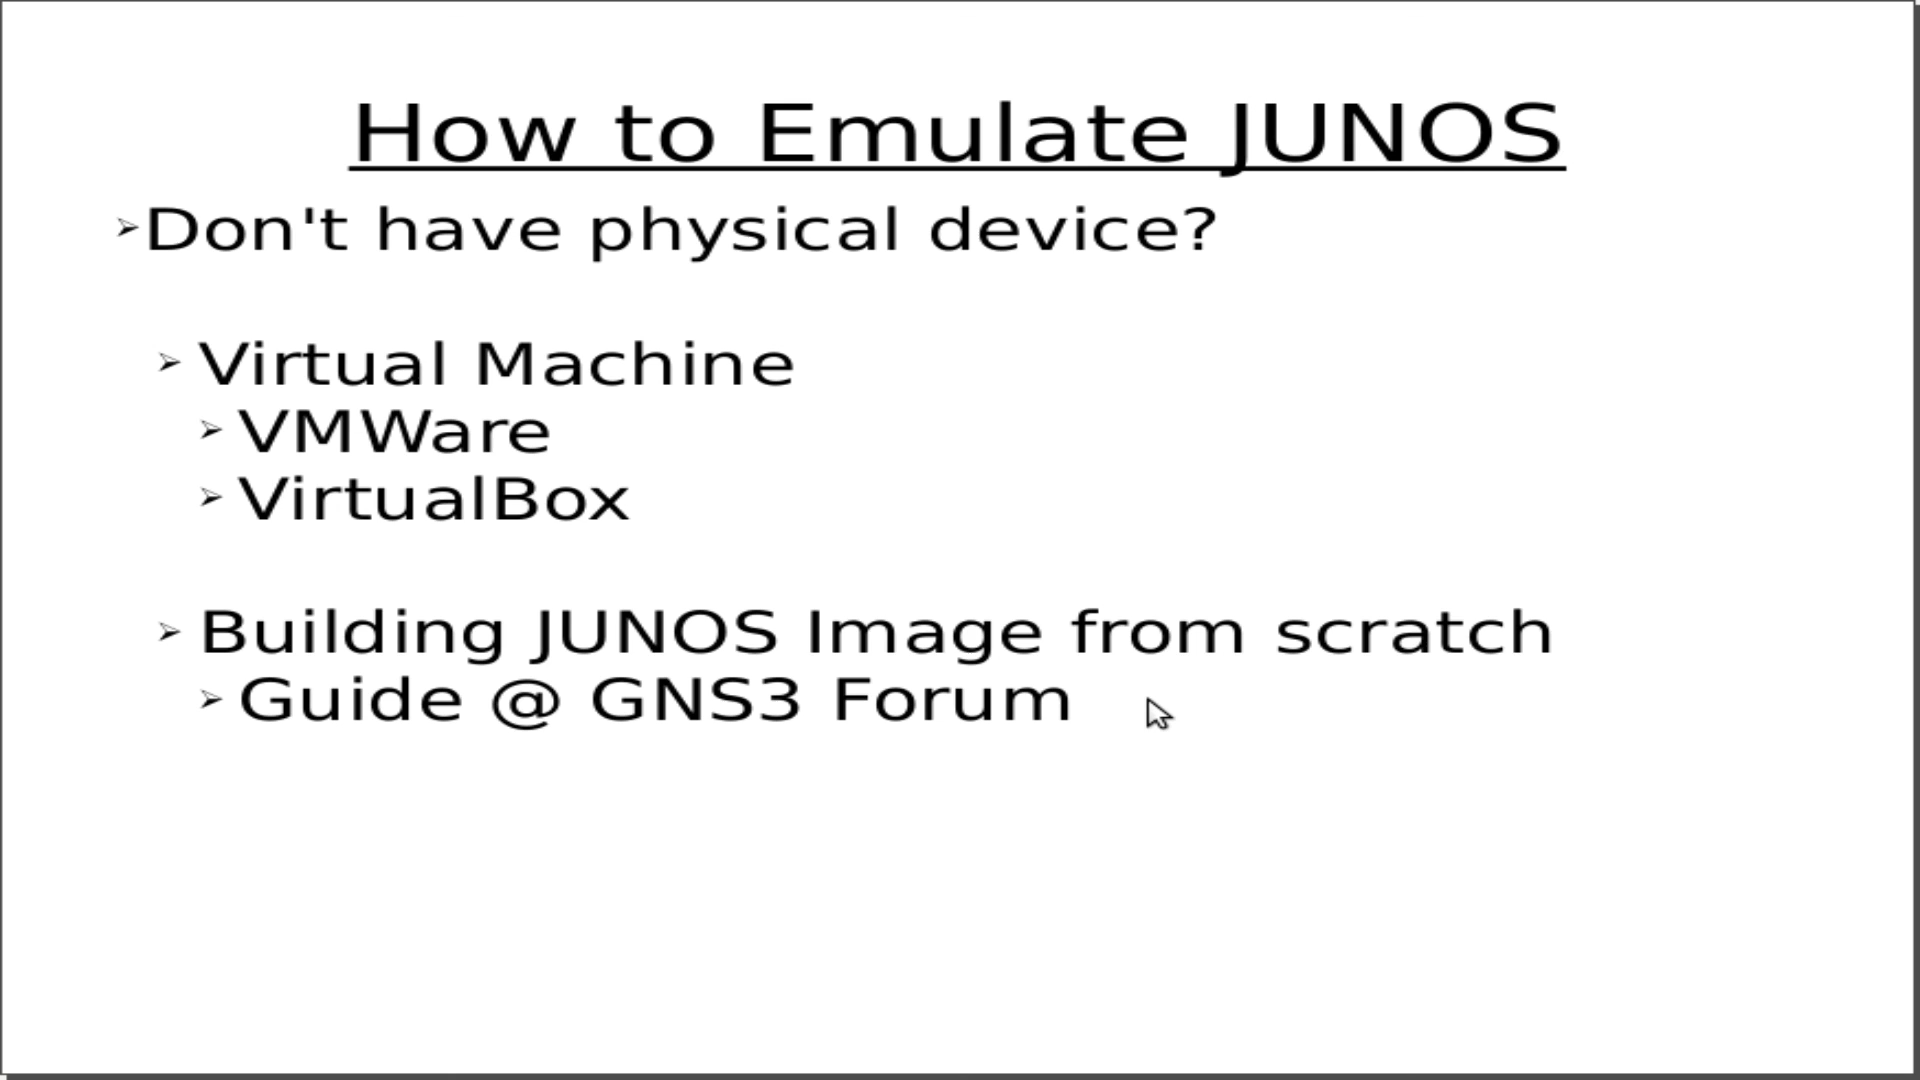 How to Emulate JUNOS
➢Don't have physical device?
➢ Virtual Machine
➢ VMWare
➢ VirtualBox
➢ Building JUNOS Image from scratch
➢ Guide @ GNS3 Forum